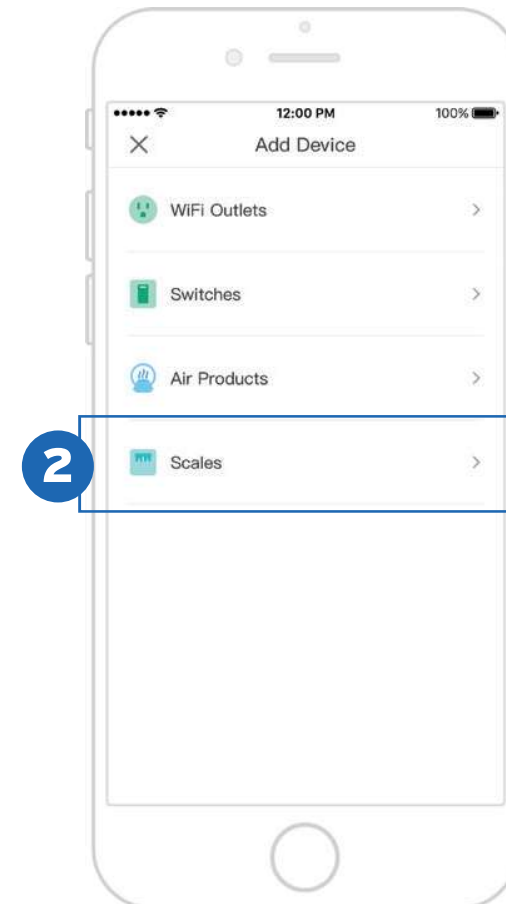 12:00 PM 100%
Add Device
WiFi Outlets
Switches
Air Products
2 Scales